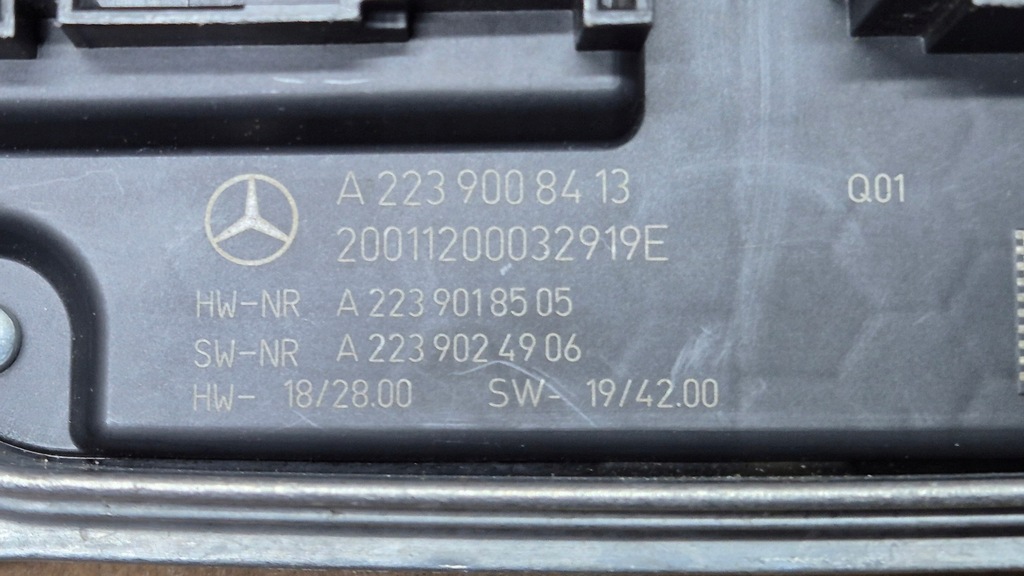 A 223 900 84 13
Q01
20011200032919E
HW-NR A 223 901 85 05
SW-NR A 223 902 49 06
HW- 18/28.00 SW- 19/42.00